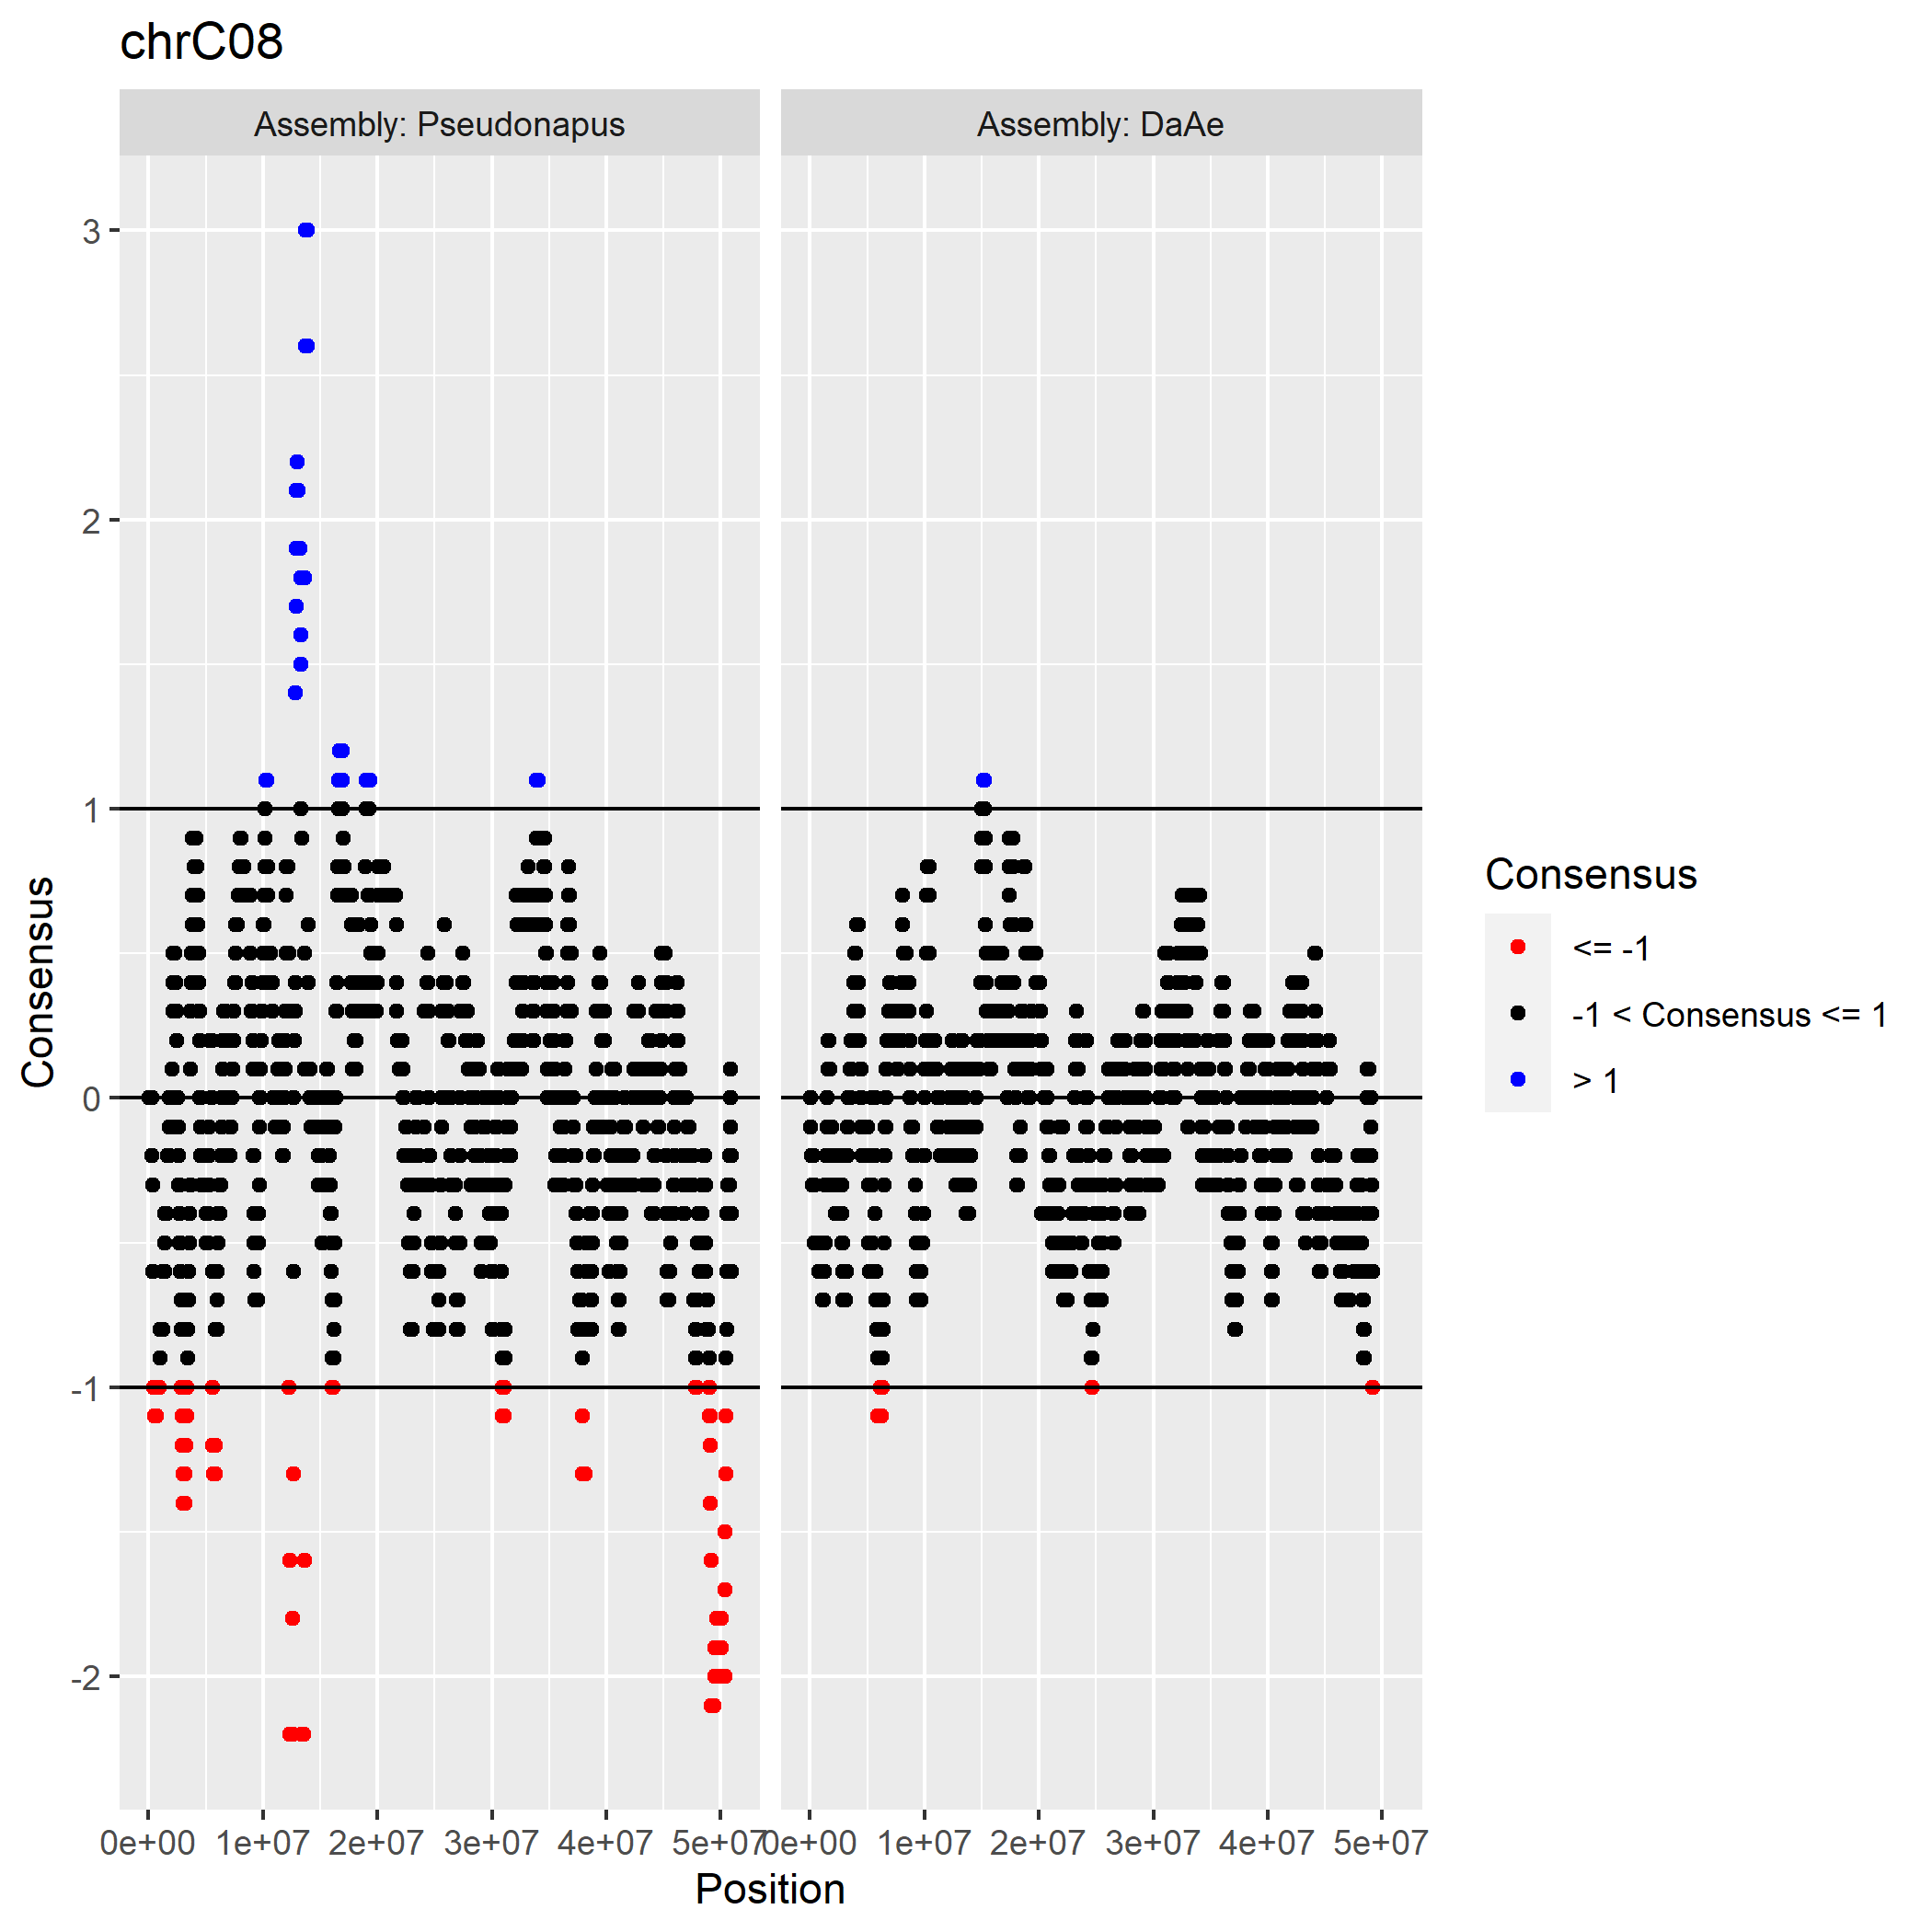 chrC08
Assembly: Pseudonapus
Assembly: DaAe
3
2
1
0
-1
-2
Consensus
0e+00 1e+07 2e+07 3e+07 4e+07 5e+07
0e+00 1e+07 2e+07 3e+07 4e+07 5e+07
Position
Consensus
<= -1
-1 < Consensus <= 1
> 1